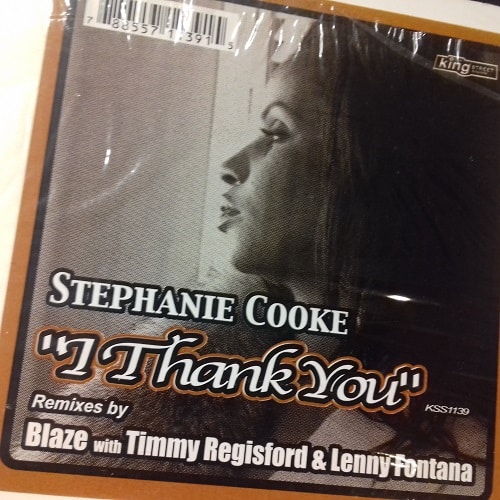 king STREET
STEPHANIE COOKE
"I Thank You"
KSS1139
Remixes by
Blaze with Timmy Regisford & Lenny Fontana